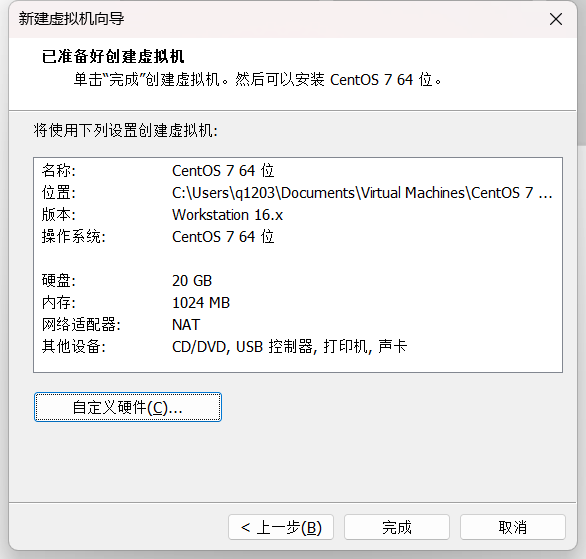 新建虚拟机向导
已准备好创建虚拟机
单击“完成”创建虚拟机。然后可以安装 CentOS 7 64 位。
将使用下列设置创建虚拟机:
名称: CentOS 7 64 位
位置: C:\Users\q1203\Documents\Virtual Machines\CentOS 7 ...
版本: Workstation 16.x
操作系统: CentOS 7 64 位
硬盘: 20 GB
内存: 1024 MB
网络适配器: NAT
其他设备: CD/DVD, USB 控制器, 打印机, 声卡
自定义硬件(C)...
< 上一步(B) 完成 取消